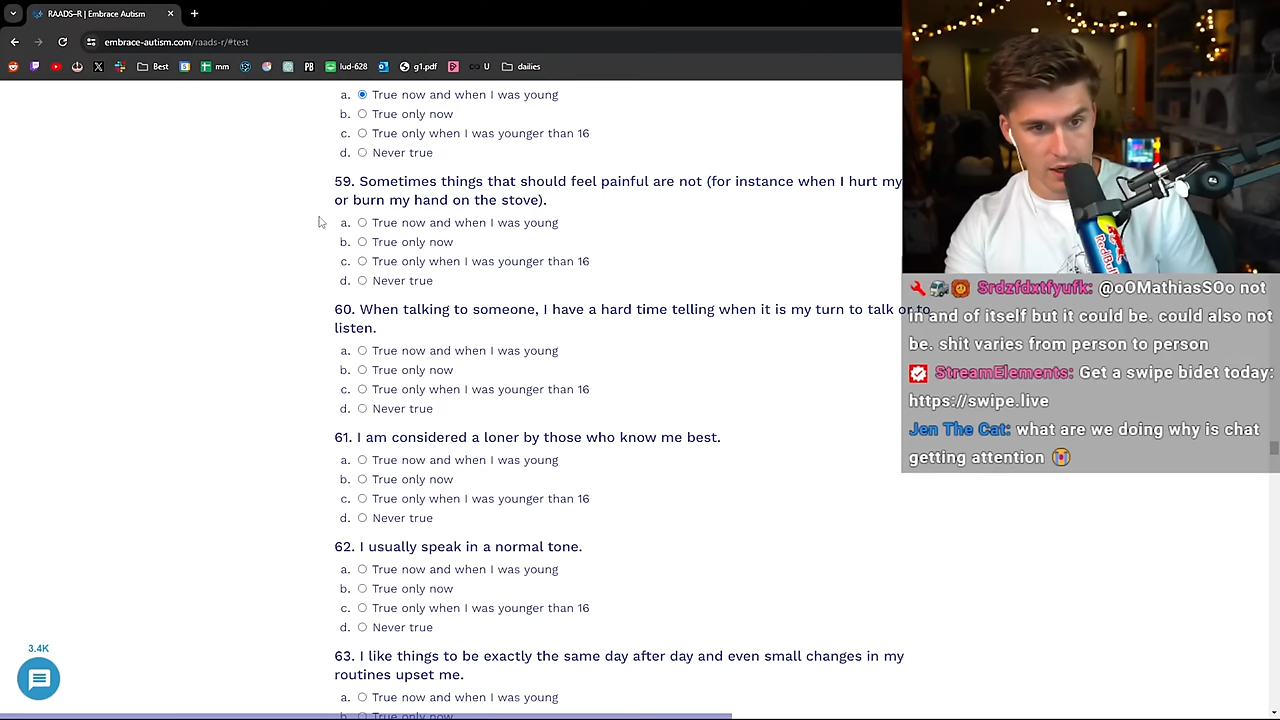 RAADS–R | Embrace Autism
embrace-autism.com/raads-r/#test
Best
mm
PB
lud-628
g1.pdf
U
dailies
a. True now and when I was young
b. True only now
c. True only when I was younger than 16
d. Never true
59. Sometimes things that should feel painful are not (for instance when I hurt my
or burn my hand on the stove).
a. True now and when I was young
b. True only now
c. True only when I was younger than 16
d. Never true
60. When talking to someone, I have a hard time telling when it is my turn to talk or to
listen.
a. True now and when I was young
b. True only now
c. True only when I was younger than 16
d. Never true
61. I am considered a loner by those who know me best.
a. True now and when I was young
b. True only now
c. True only when I was younger than 16
d. Never true
62. I usually speak in a normal tone.
a. True now and when I was young
b. True only now
c. True only when I was younger than 16
d. Never true
63. I like things to be exactly the same day after day and even small changes in my
routines upset me.
a. True now and when I was young
b. True only now
3.4K
RedBull
Srdzfdxtfyufk: @oOMathiasSOo not
in and of itself but it could be. could also not
be. shit varies from person to person
StreamElements: Get a swipe bidet today:
https://swipe.live
Jen The Cat: what are we doing why is chat
getting attention 😭